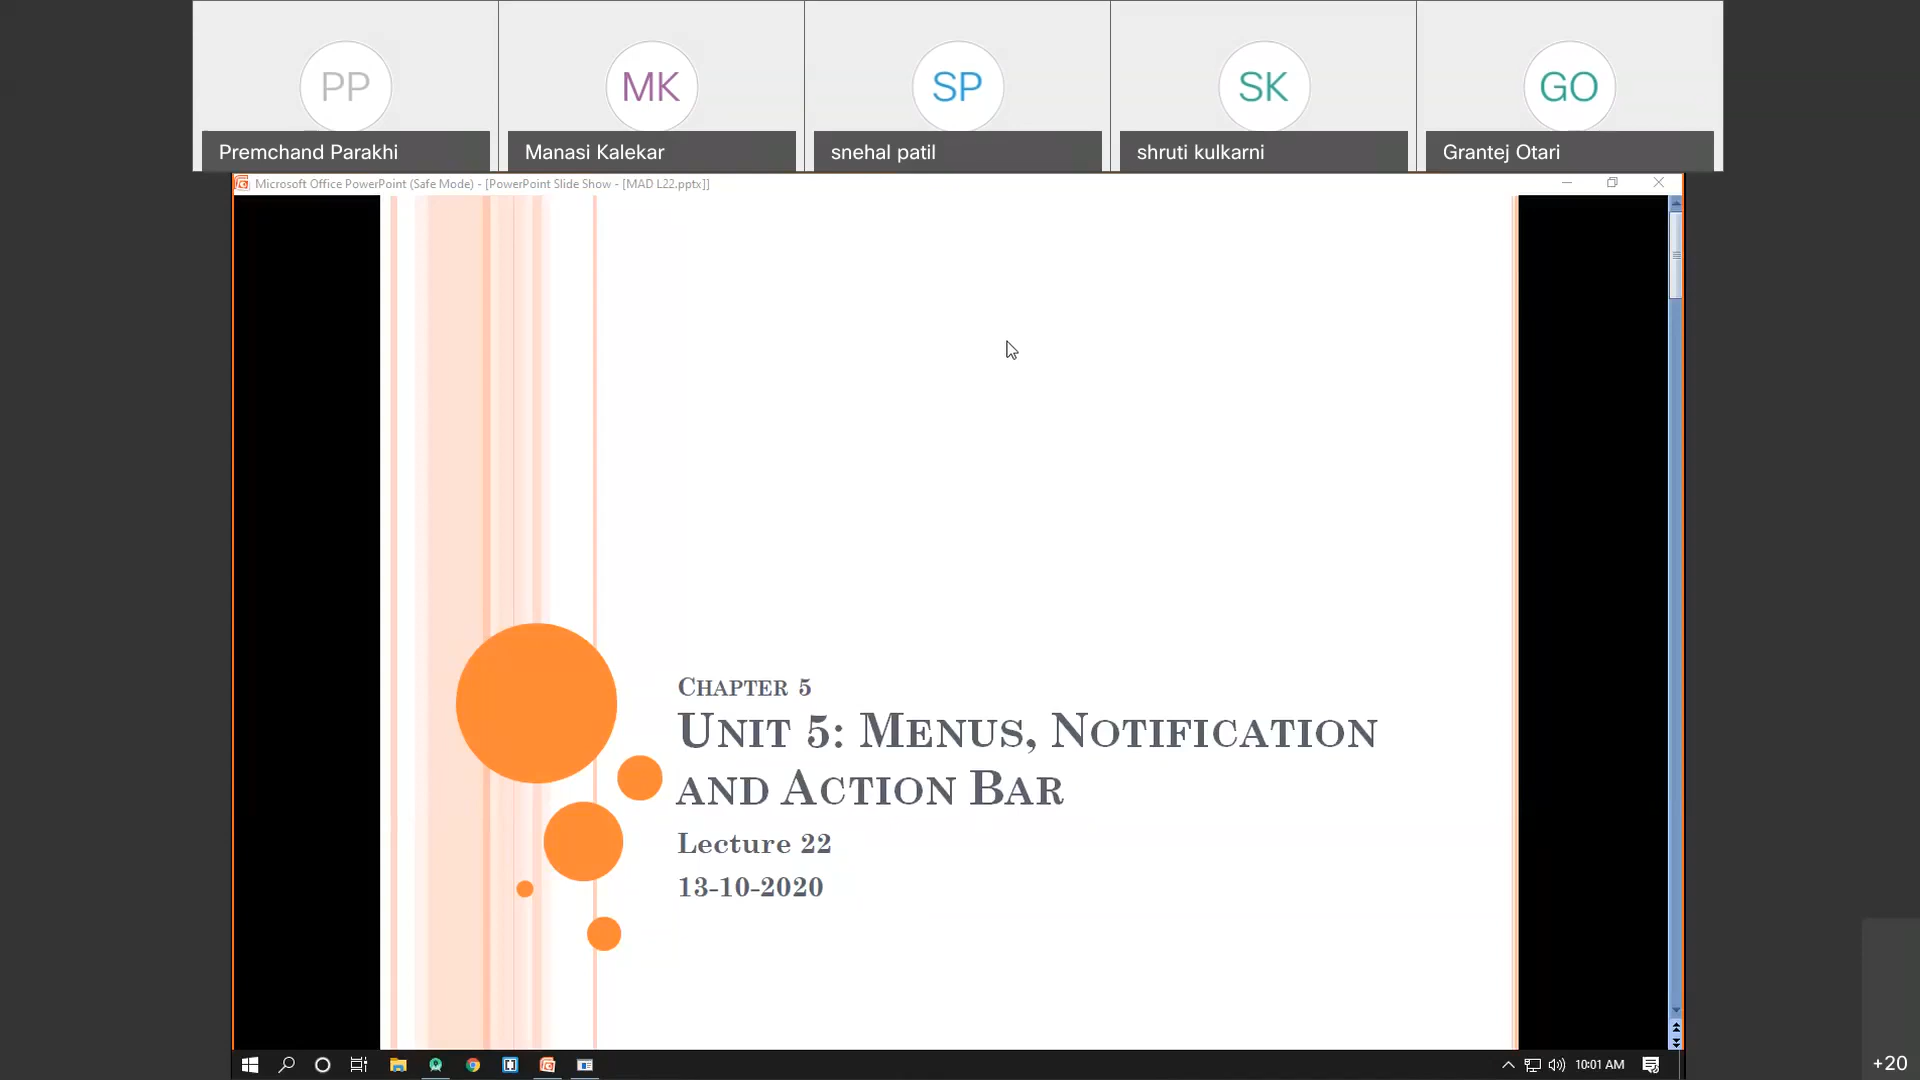 PP
MK
SP
SK
GO
Premchand Parakhi
Manasi Kalekar
snehal patil
shruti kulkarni
Grantej Otari
Microsoft Office PowerPoint (Safe Mode) - [PowerPoint Slide Show - [MAD L22.pptx]]
CHAPTER 5
UNIT 5: MENUS, NOTIFICATION
AND ACTION BAR
Lecture 22
13-10-2020
10:01 AM
+20